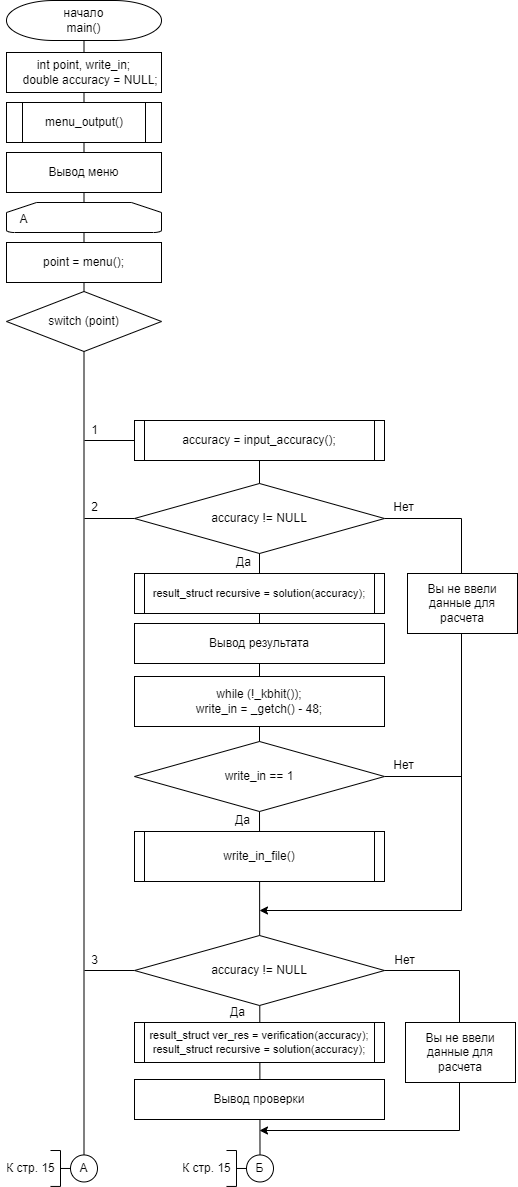 начало
main()
int point, write_in;
double accuracy = NULL;
menu_output()
Вывод меню
А
point = menu();
switch (point)
1
accuracy = input_accuracy();
2
accuracy != NULL
Нет
Да
Вы не ввели
данные для
расчета
result_struct recursive = solution(accuracy);
Вывод результата
while (!_kbhit());
write_in = _getch() - 48;
write_in == 1
Нет
Да
write_in_file()
3
accuracy != NULL
Нет
Да
result_struct ver_res = verification(accuracy);
result_struct recursive = solution(accuracy);
Вы не ввели
данные для
расчета
Вывод проверки
К стр. 15
А
К стр. 15
Б